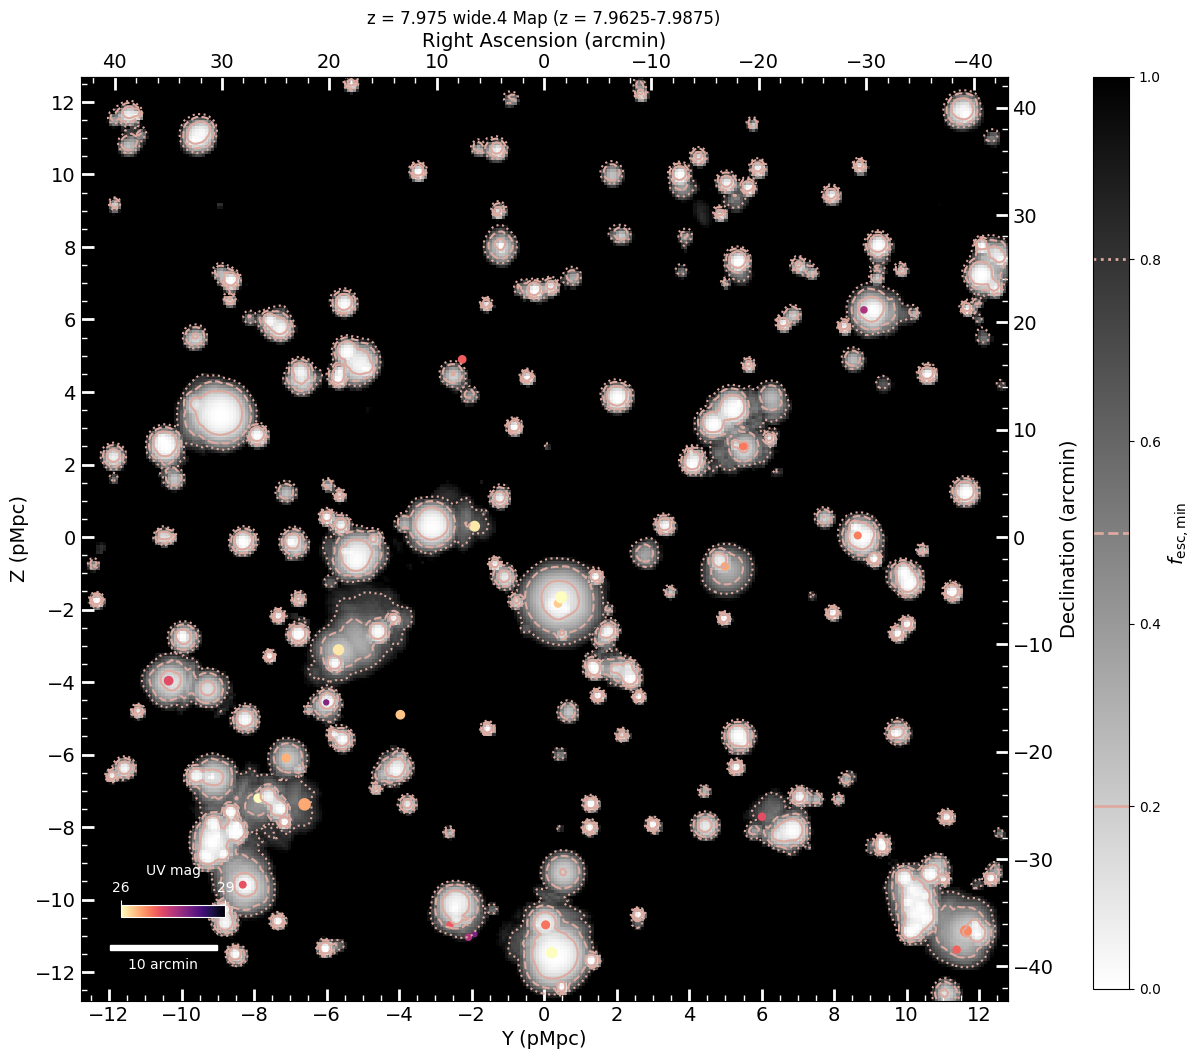 z = 7.975 wide.4 Map (z = 7.9625-7.9875)
Right Ascension (arcmin)
40 30 20 10 0 −10 −20 −30 −40
12 10 8 6 4 2 0 −2 −4 −6 −8 −10 −12
Z (pMpc)
UV mag
26 29
10 arcmin
−12 −10 −8 −6 −4 −2 0 2 4 6 8 10 12
Y (pMpc)
40 30 20 10 0 −10 −20 −30 −40
Declination (arcmin)
1.0
0.8
0.6
0.4
0.2
0.0
fesc,min